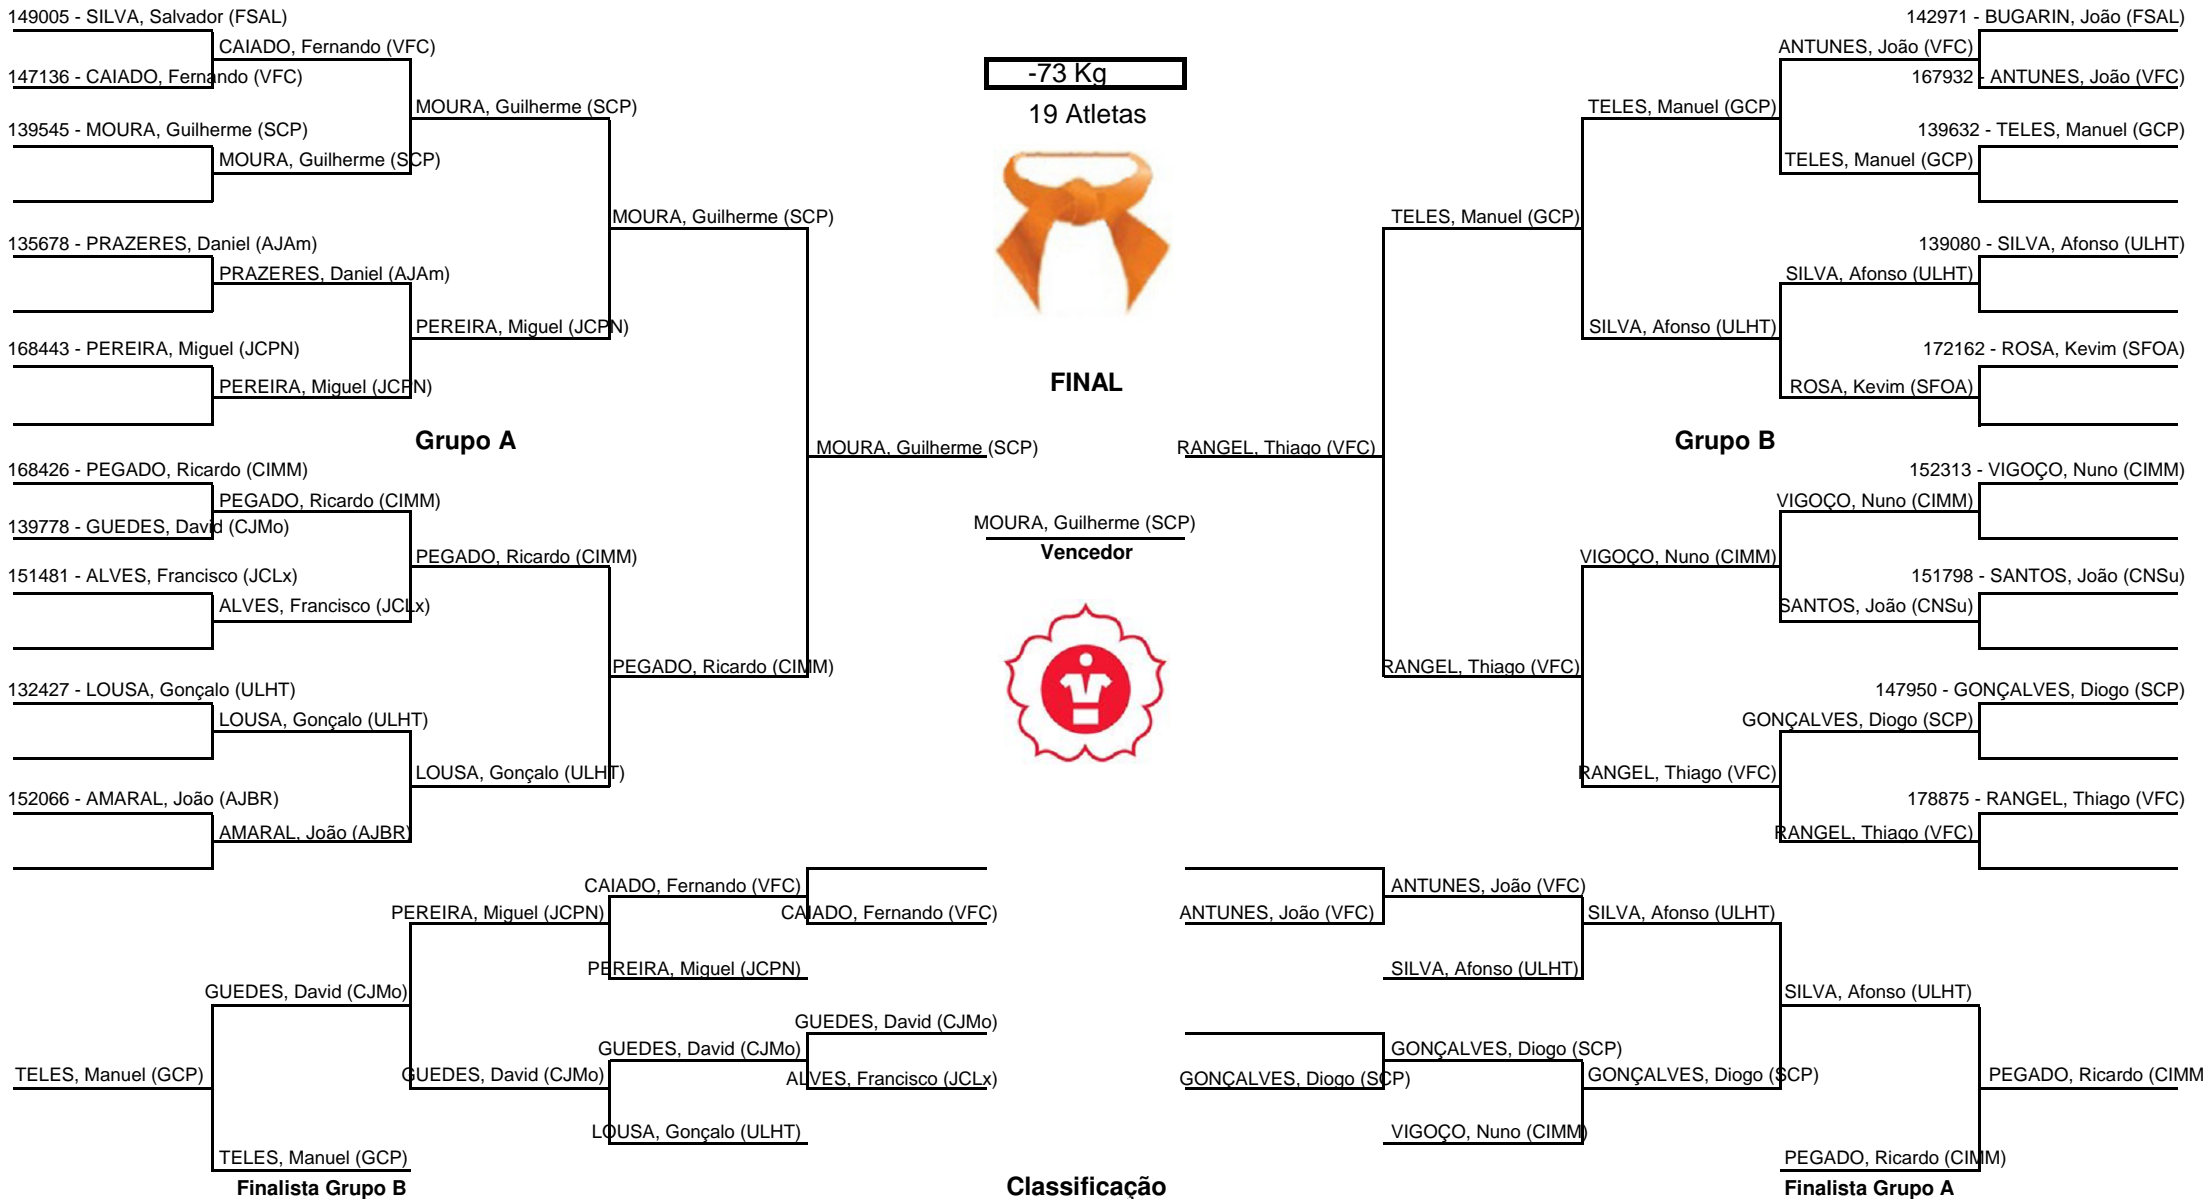 149005 - SILVA, Salvador (FSAL)
CAIADO, Fernando (VFC)
147136 - CAIADO, Fernando (VFC)
MOURA, Guilherme (SCP)
139545 - MOURA, Guilherme (SCP)
MOURA, Guilherme (SCP)
MOURA, Guilherme (SCP)
135678 - PRAZERES, Daniel (AJAm)
PRAZERES, Daniel (AJAm)
PEREIRA, Miguel (JCPN)
168443 - PEREIRA, Miguel (JCPN)
PEREIRA, Miguel (JCPN)
Grupo A
MOURA, Guilherme (SCP)
168426 - PEGADO, Ricardo (CIMM)
PEGADO, Ricardo (CIMM)
139778 - GUEDES, David (CJMo)
PEGADO, Ricardo (CIMM)
151481 - ALVES, Francisco (JCLx)
ALVES, Francisco (JCLx)
PEGADO, Ricardo (CIMM)
132427 - LOUSA, Gonçalo (ULHT)
LOUSA, Gonçalo (ULHT)
LOUSA, Gonçalo (ULHT)
152066 - AMARAL, João (AJBR)
AMARAL, João (AJBR)
-73 Kg
19 Atletas
FINAL
MOURA, Guilherme (SCP)
Vencedor
142971 - BUGARIN, João (FSAL)
ANTUNES, João (VFC)
167932 - ANTUNES, João (VFC)
TELES, Manuel (GCP)
139632 - TELES, Manuel (GCP)
TELES, Manuel (GCP)
TELES, Manuel (GCP)
139080 - SILVA, Afonso (ULHT)
SILVA, Afonso (ULHT)
SILVA, Afonso (ULHT)
172162 - ROSA, Kevim (SFOA)
ROSA, Kevim (SFOA)
Grupo B
RANGEL, Thiago (VFC)
152313 - VIGOÇO, Nuno (CIMM)
VIGOÇO, Nuno (CIMM)
VIGOÇO, Nuno (CIMM)
151798 - SANTOS, João (CNSu)
SANTOS, João (CNSu)
RANGEL, Thiago (VFC)
147950 - GONÇALVES, Diogo (SCP)
GONÇALVES, Diogo (SCP)
RANGEL, Thiago (VFC)
178875 - RANGEL, Thiago (VFC)
RANGEL, Thiago (VFC)
CAIADO, Fernando (VFC)
PEREIRA, Miguel (JCPN)
CAIADO, Fernando (VFC)
PEREIRA, Miguel (JCPN)
GUEDES, David (CJMo)
GUEDES, David (CJMo)
GUEDES, David (CJMo)
TELES, Manuel (GCP)
GUEDES, David (CJMo)
ALVES, Francisco (JCLx)
LOUSA, Gonçalo (ULHT)
TELES, Manuel (GCP)
Finalista Grupo B
ANTUNES, João (VFC)
ANTUNES, João (VFC)
SILVA, Afonso (ULHT)
SILVA, Afonso (ULHT)
SILVA, Afonso (ULHT)
GONÇALVES, Diogo (SCP)
GONÇALVES, Diogo (SCP)
GONÇALVES, Diogo (SCP)
PEGADO, Ricardo (CIMM
VIGOÇO, Nuno (CIMM)
PEGADO, Ricardo (CIMM)
Finalista Grupo A
Classificação